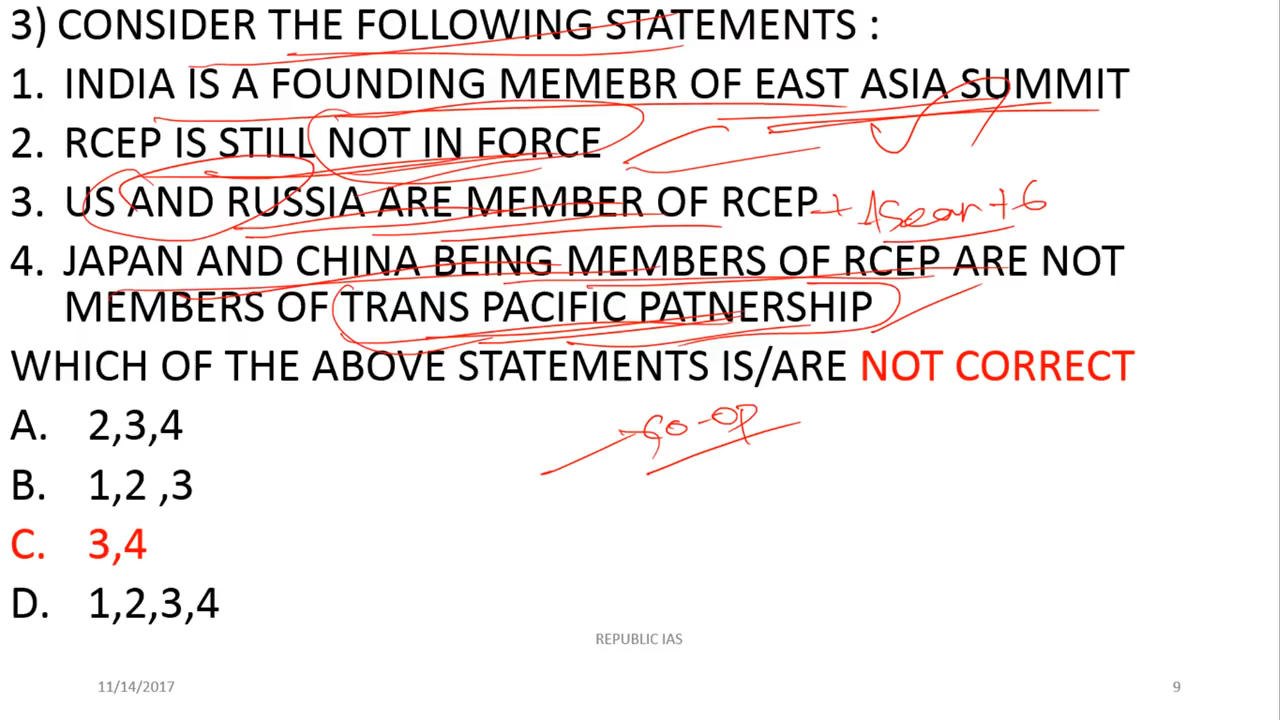 3) CONSIDER THE FOLLOWING STATEMENTS :
1. INDIA IS A FOUNDING MEMEBR OF EAST ASIA SUMMIT
2. RCEP IS STILL NOT IN FORCE
3. US AND RUSSIA ARE MEMBER OF RCEP → ASean + 6
4. JAPAN AND CHINA BEING MEMBERS OF RCEP ARE NOT
MEMBERS OF TRANS PACIFIC PATNERSHIP
WHICH OF THE ABOVE STATEMENTS IS/ARE NOT CORRECT
A. 2,3,4
Co-op
B. 1,2 ,3
C. 3,4
D. 1,2,3,4
REPUBLIC IAS
11/14/2017
9